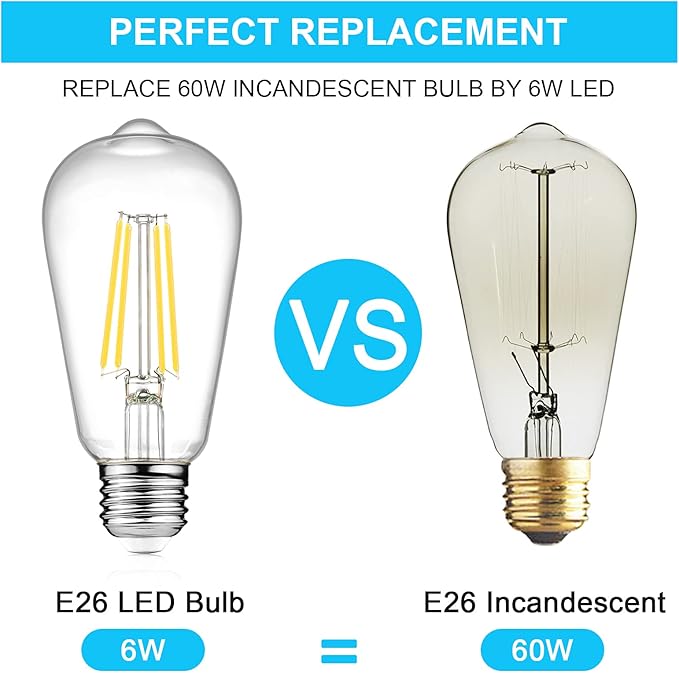 PERFECT REPLACEMENT
REPLACE 60W INCANDESCENT BULB BY 6W LED
VS
E26 LED Bulb
E26 Incandescent
6W
=
60W